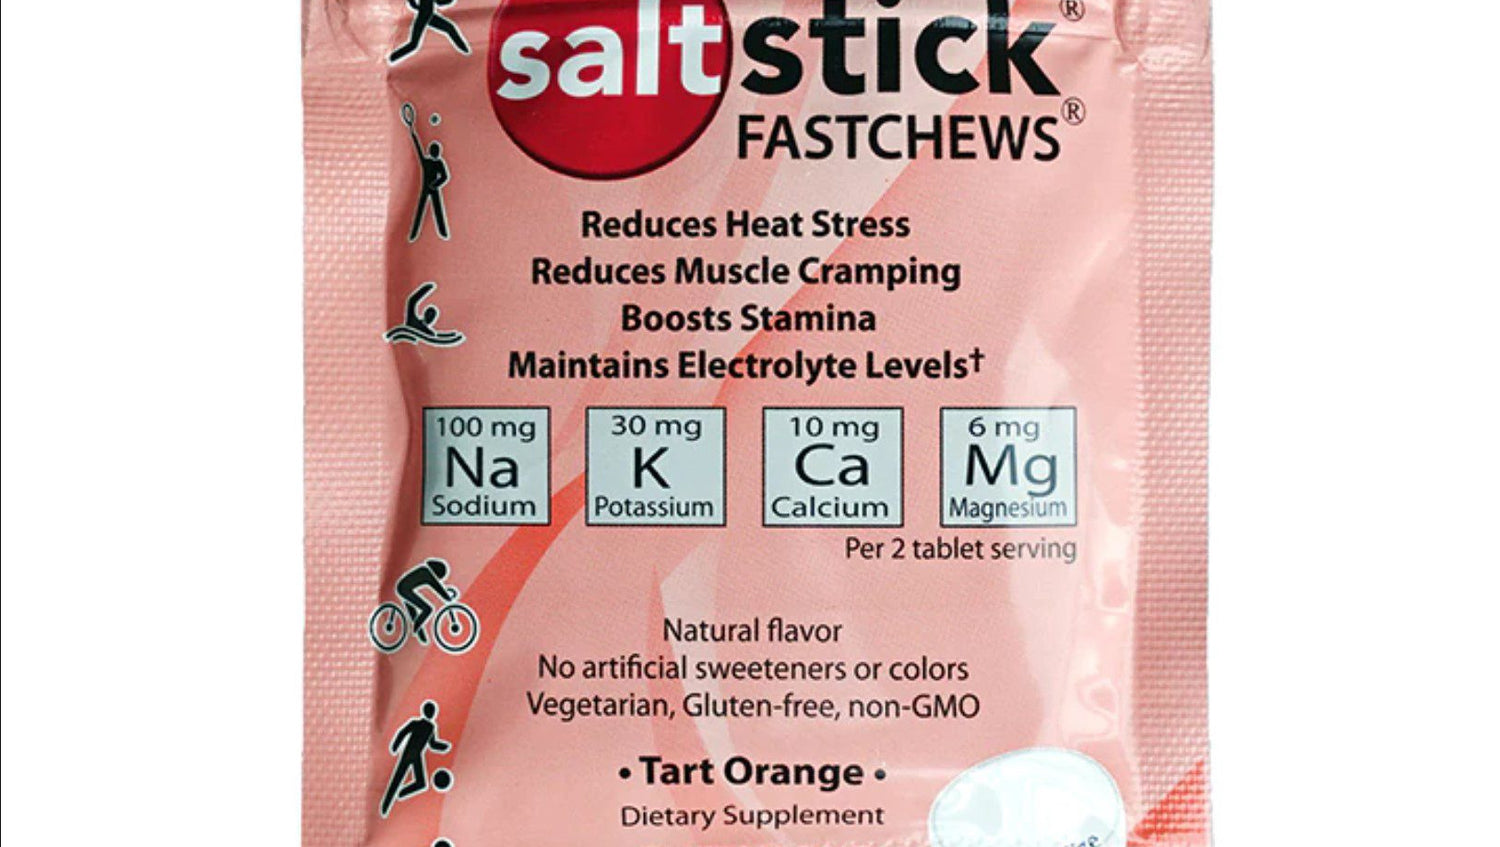 saltstick®
FASTCHEWS®
Reduces Heat Stress
Reduces Muscle Cramping
Boosts Stamina
Maintains Electrolyte Levels†
100 mg 30 mg 10 mg 6 mg
Na K Ca Mg
Sodium Potassium Calcium Magnesium
Per 2 tablet serving
Natural flavor
No artificial sweeteners or colors
Vegetarian, Gluten-free, non-GMO
• Tart Orange •
Dietary Supplement